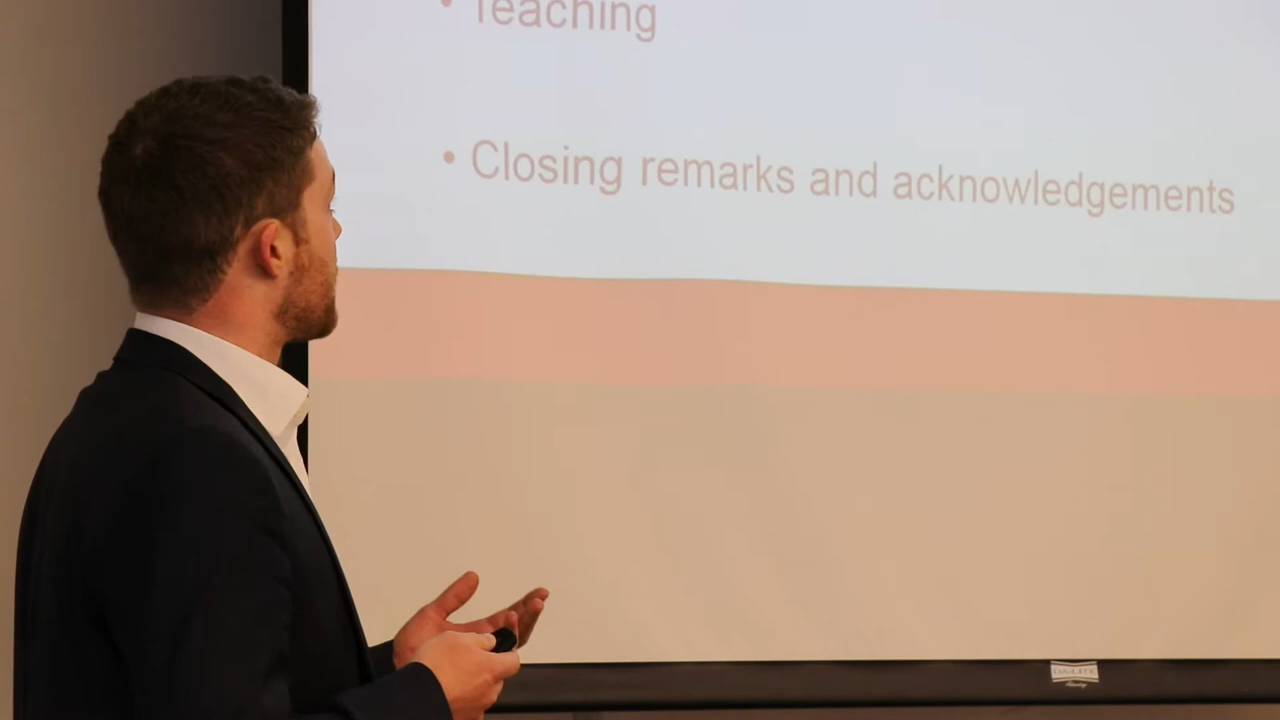 • Teaching
• Closing remarks and acknowledgements